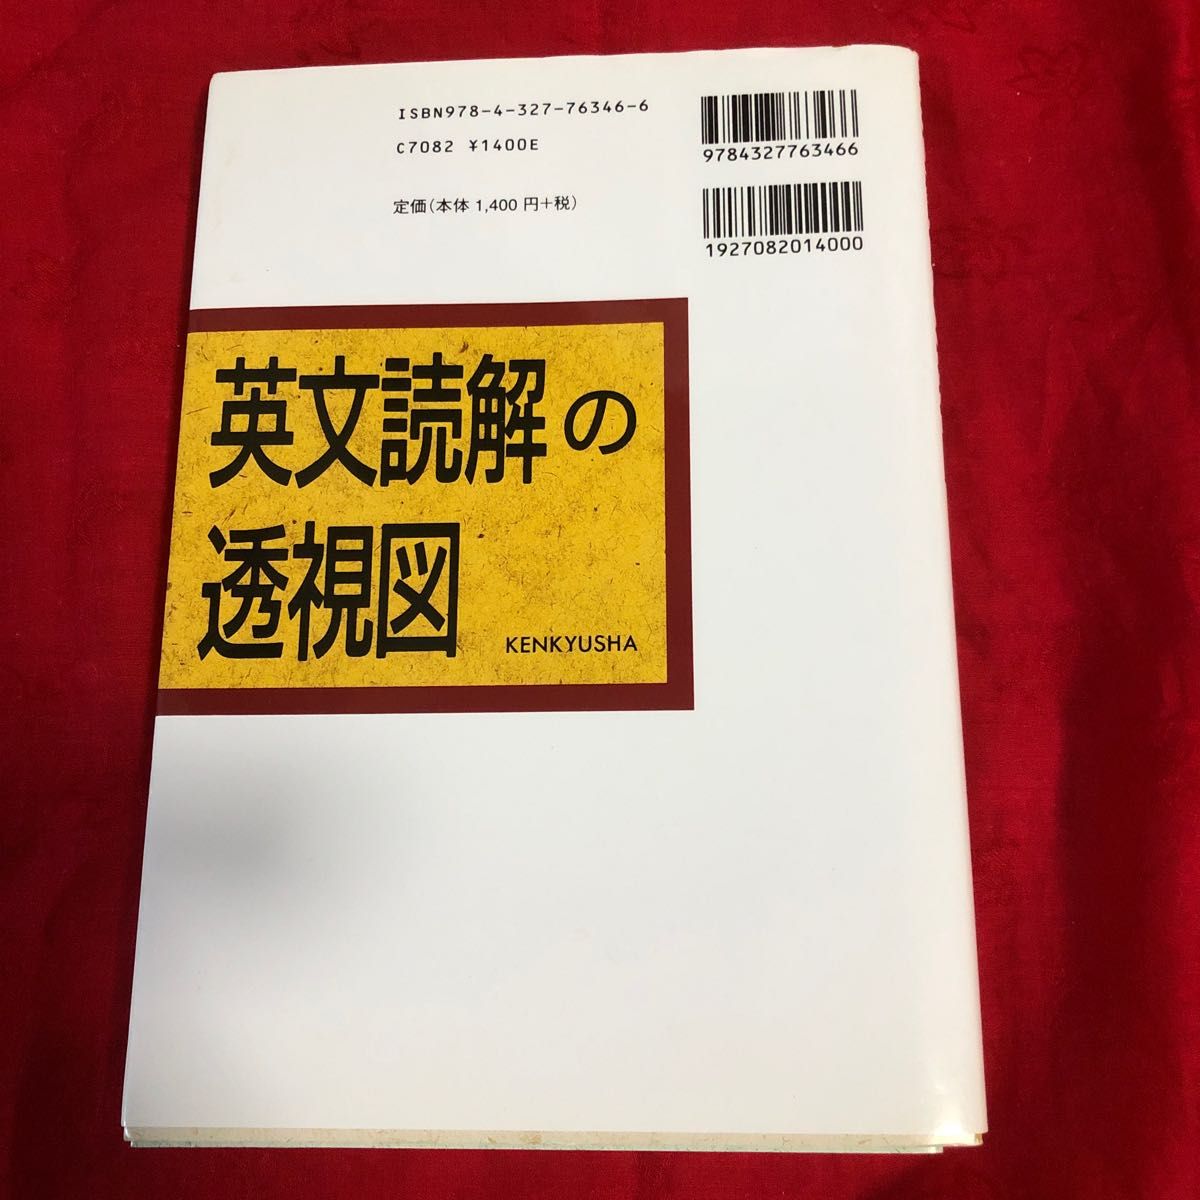 ISBN978-4-327-76346-6
C7082 ¥1400E
定価(本体 1,400 円+税)
9784327763466
1927082014000
英文読解の
透視図
KENKYUSHA